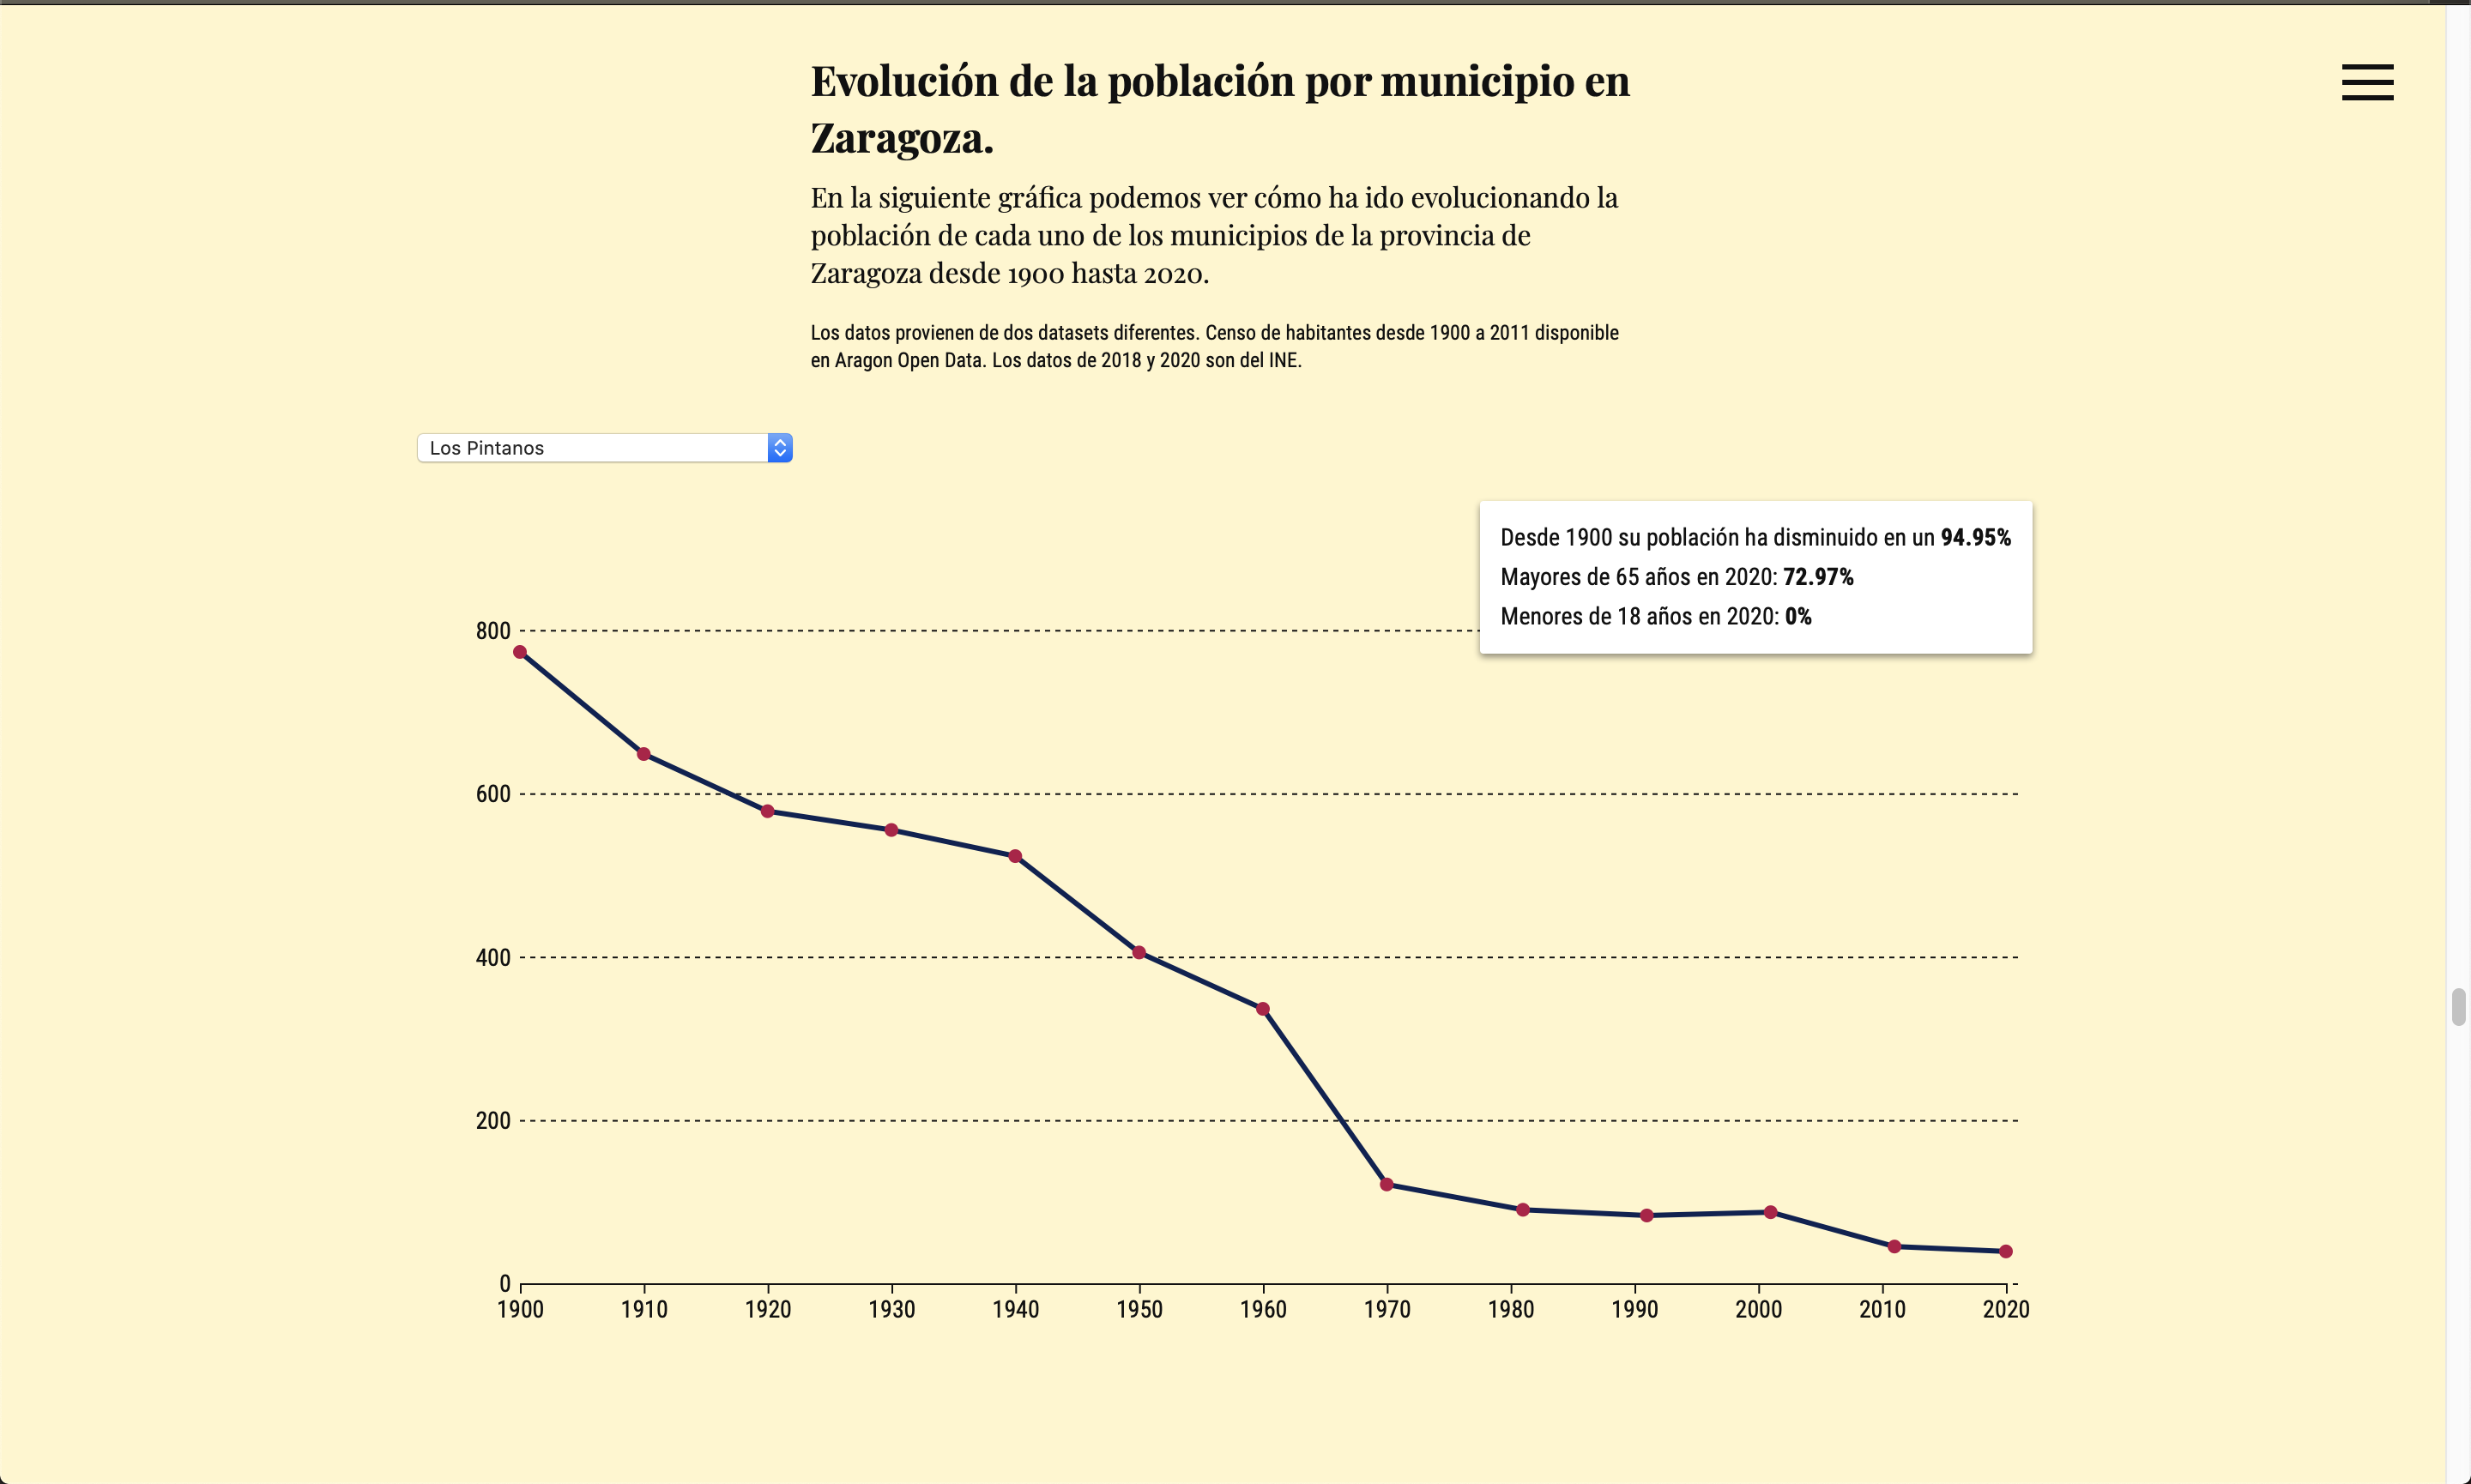 Evolución de la población por municipio en
Zaragoza.
En la siguiente gráfica podemos ver cómo ha ido evolucionando la
población de cada uno de los municipios de la provincia de
Zaragoza desde 1900 hasta 2020.
Los datos provienen de dos datasets diferentes. Censo de habitantes desde 1900 a 2011 disponible
en Aragon Open Data. Los datos de 2018 y 2020 son del INE.
Los Pintanos
Desde 1900 su población ha disminuido en un 94.95%
Mayores de 65 años en 2020: 72.97%
Menores de 18 años en 2020: 0%
800
600
400
200
0
1900 1910 1920 1930 1940 1950 1960 1970 1980 1990 2000 2010 2020